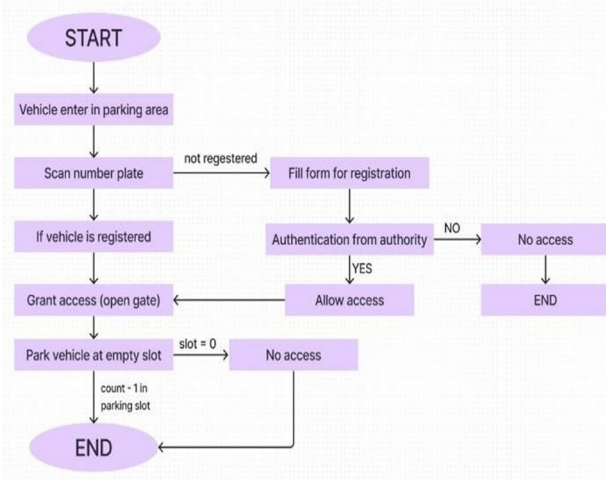 START
Vehicle enter in parking area
Scan number plate
not regestered
Fill form for registration
If vehicle is registered
Authentication from authority
NO
No access
YES
Grant access (open gate)
Allow access
END
Park vehicle at empty slot
slot = 0
No access
count - 1 in
parking slot
END